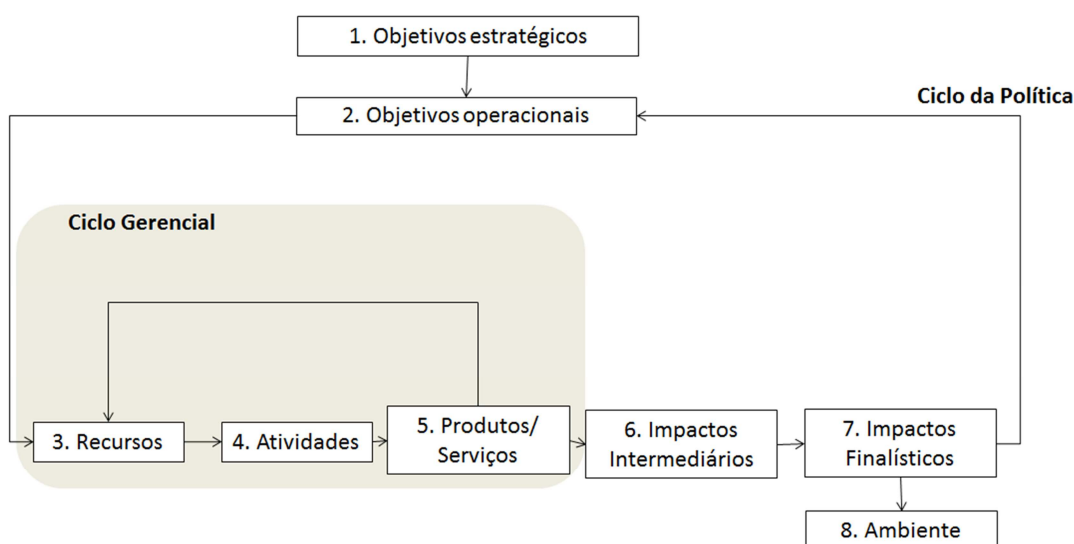 1. Objetivos estratégicos
2. Objetivos operacionais
Ciclo da Política
Ciclo Gerencial
3. Recursos
4. Atividades
5. Produtos/
Serviços
6. Impactos
Intermediários
7. Impactos
Finalísticos
8. Ambiente